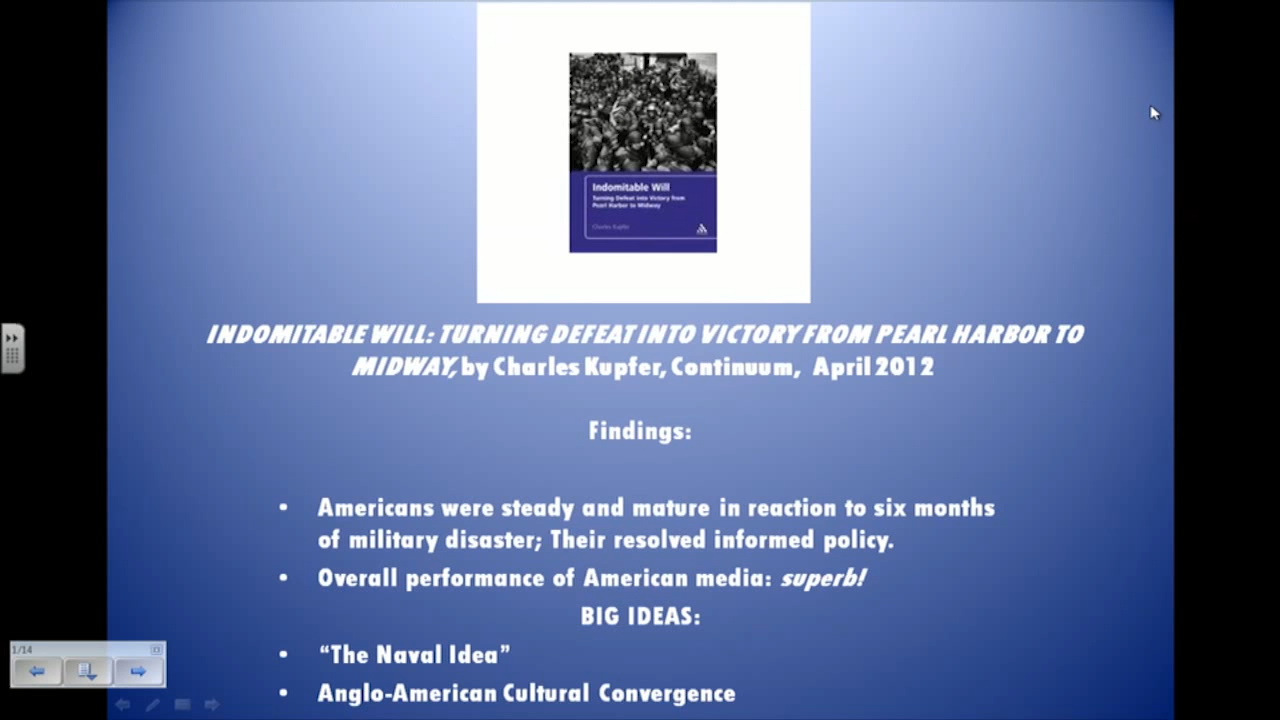 Indomitable Will
Turning Defeat into Victory from
Pearl Harbor to Midway
Charles Kupfer
INDOMITABLE WILL: TURNING DEFEAT INTO VICTORY FROM PEARL HARBOR TO
MIDWAY, by Charles Kupfer, Continuum, April 2012
Findings:
• Americans were steady and mature in reaction to six months
of military disaster; Their resolved informed policy.
• Overall performance of American media: superb!
BIG IDEAS:
• “The Naval Idea”
• Anglo-American Cultural Convergence
1/14